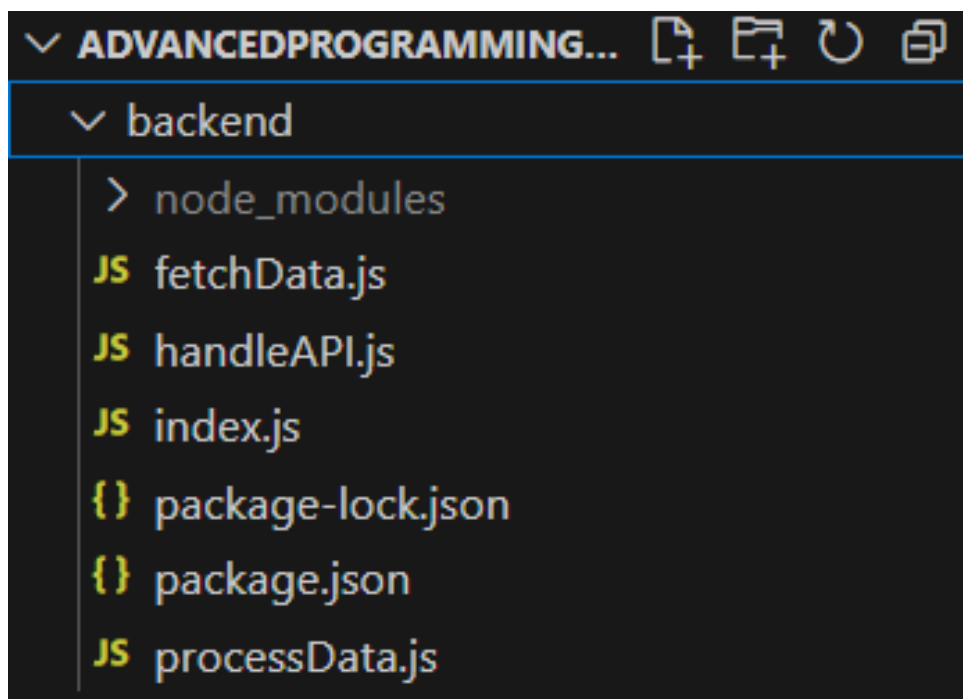 ADVANCEDPROGRAMMING...
backend
node_modules
JS fetchData.js
JS handleAPI.js
JS index.js
{} package-lock.json
{} package.json
JS processData.js